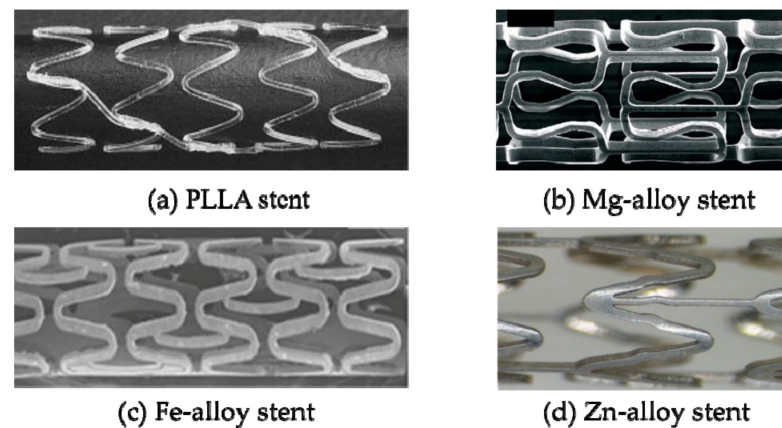 (a) PLLA stent
(b) Mg-alloy stent
(c) Fe-alloy stent
(d) Zn-alloy stent